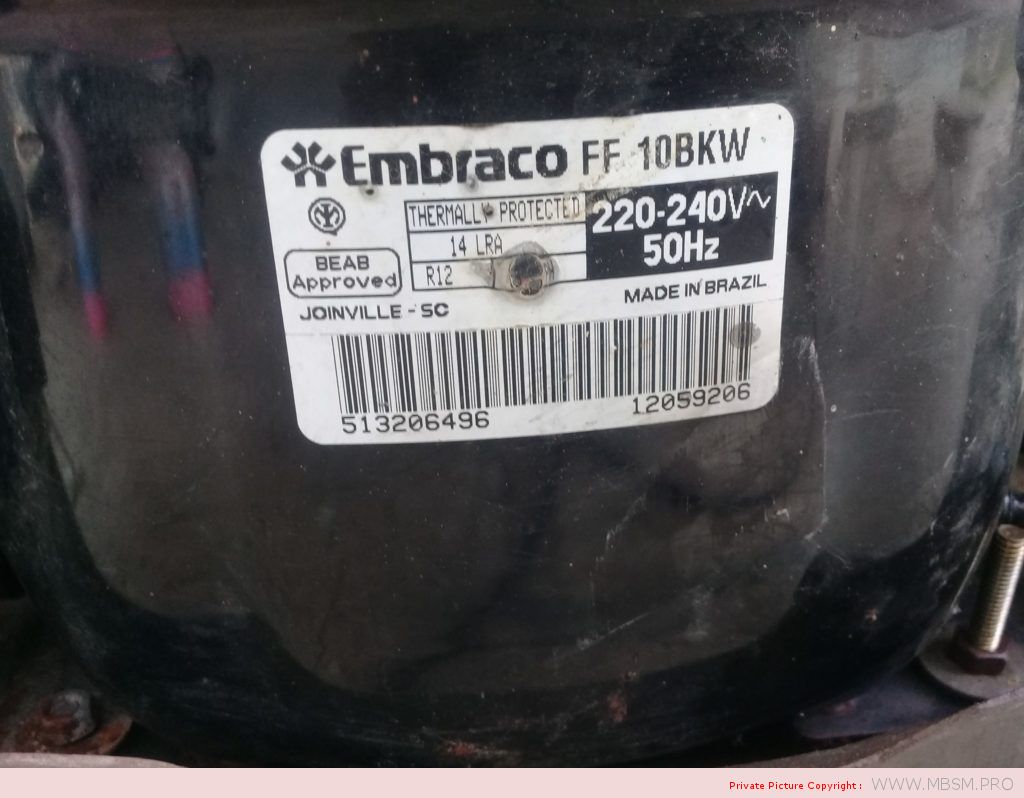 Embraco FF 10BKW
THERMALLY PROTECTED
220-240V~
14 LRA
50Hz
BEAB
Approved
R12
JOINVILLE - SC
MADE IN BRAZIL
513206496
12059206
Private Picture Copyright : WWW.MBSM.PRO